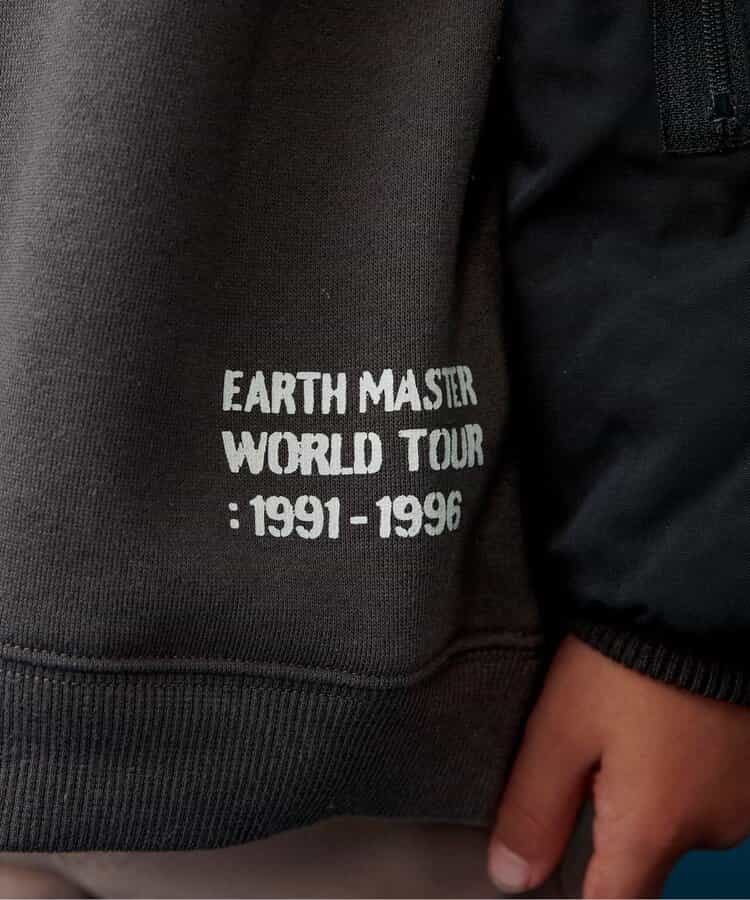 EARTH MASTER
WORLD TOUR
: 1991 - 1996